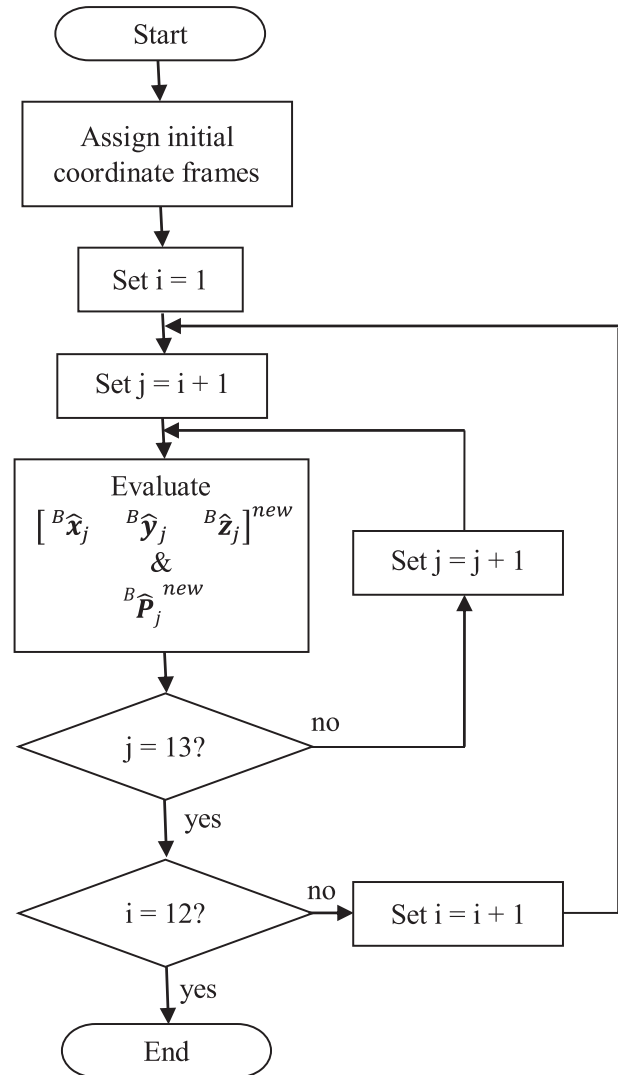 Start
Assign initial
coordinate frames
Set i = 1
Set j = i + 1
Evaluate
[ ᴮx̂ⱼ ᴮŷⱼ ᴮẑⱼ]ⁿᵉʷ
&
ᴮP̂ⱼⁿᵉʷ
Set j = j + 1
j = 13?
no
yes
i = 12?
no
Set i = i + 1
yes
End